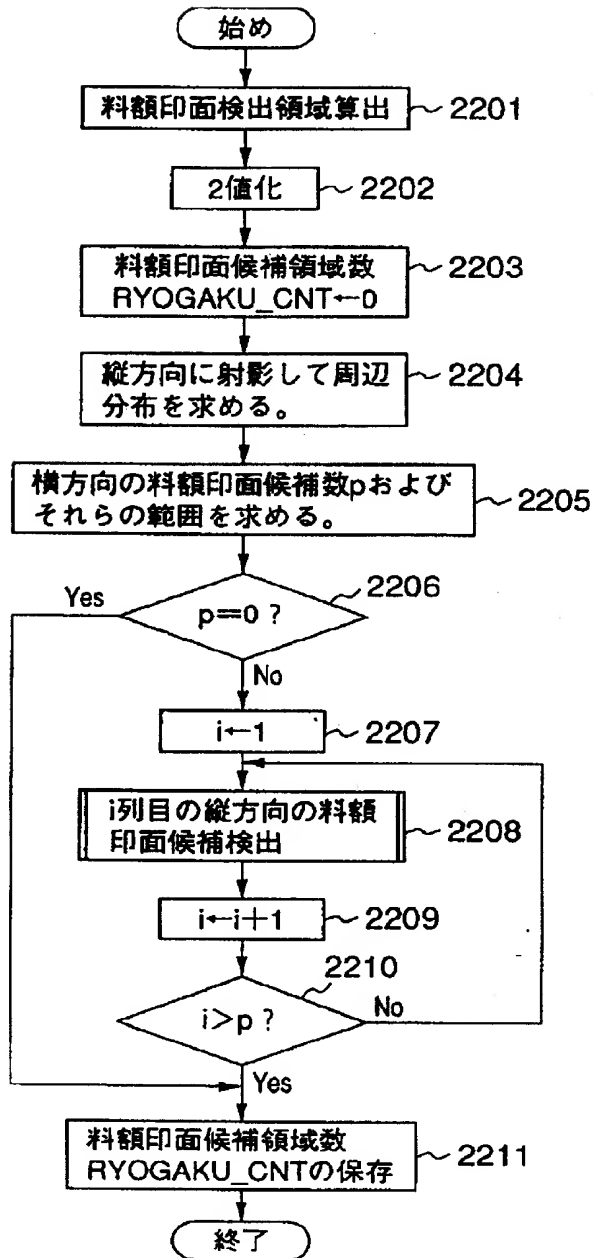 始め
料額印面検出領域算出
2201
2値化
2202
料額印面候補領域数
RYOGAKU_CNT←0
2203
縦方向に射影して周辺
分布を求める。
2204
横方向の料額印面候補数pおよび
それらの範囲を求める。
2205
2206
Yes
p==0 ?
No
i←1
2207
i列目の縦方向の料額
印面候補検出
2208
i←i+1
2209
2210
i>p ?
No
Yes
料額印面候補領域数
RYOGAKU_CNTの保存
2211
終了